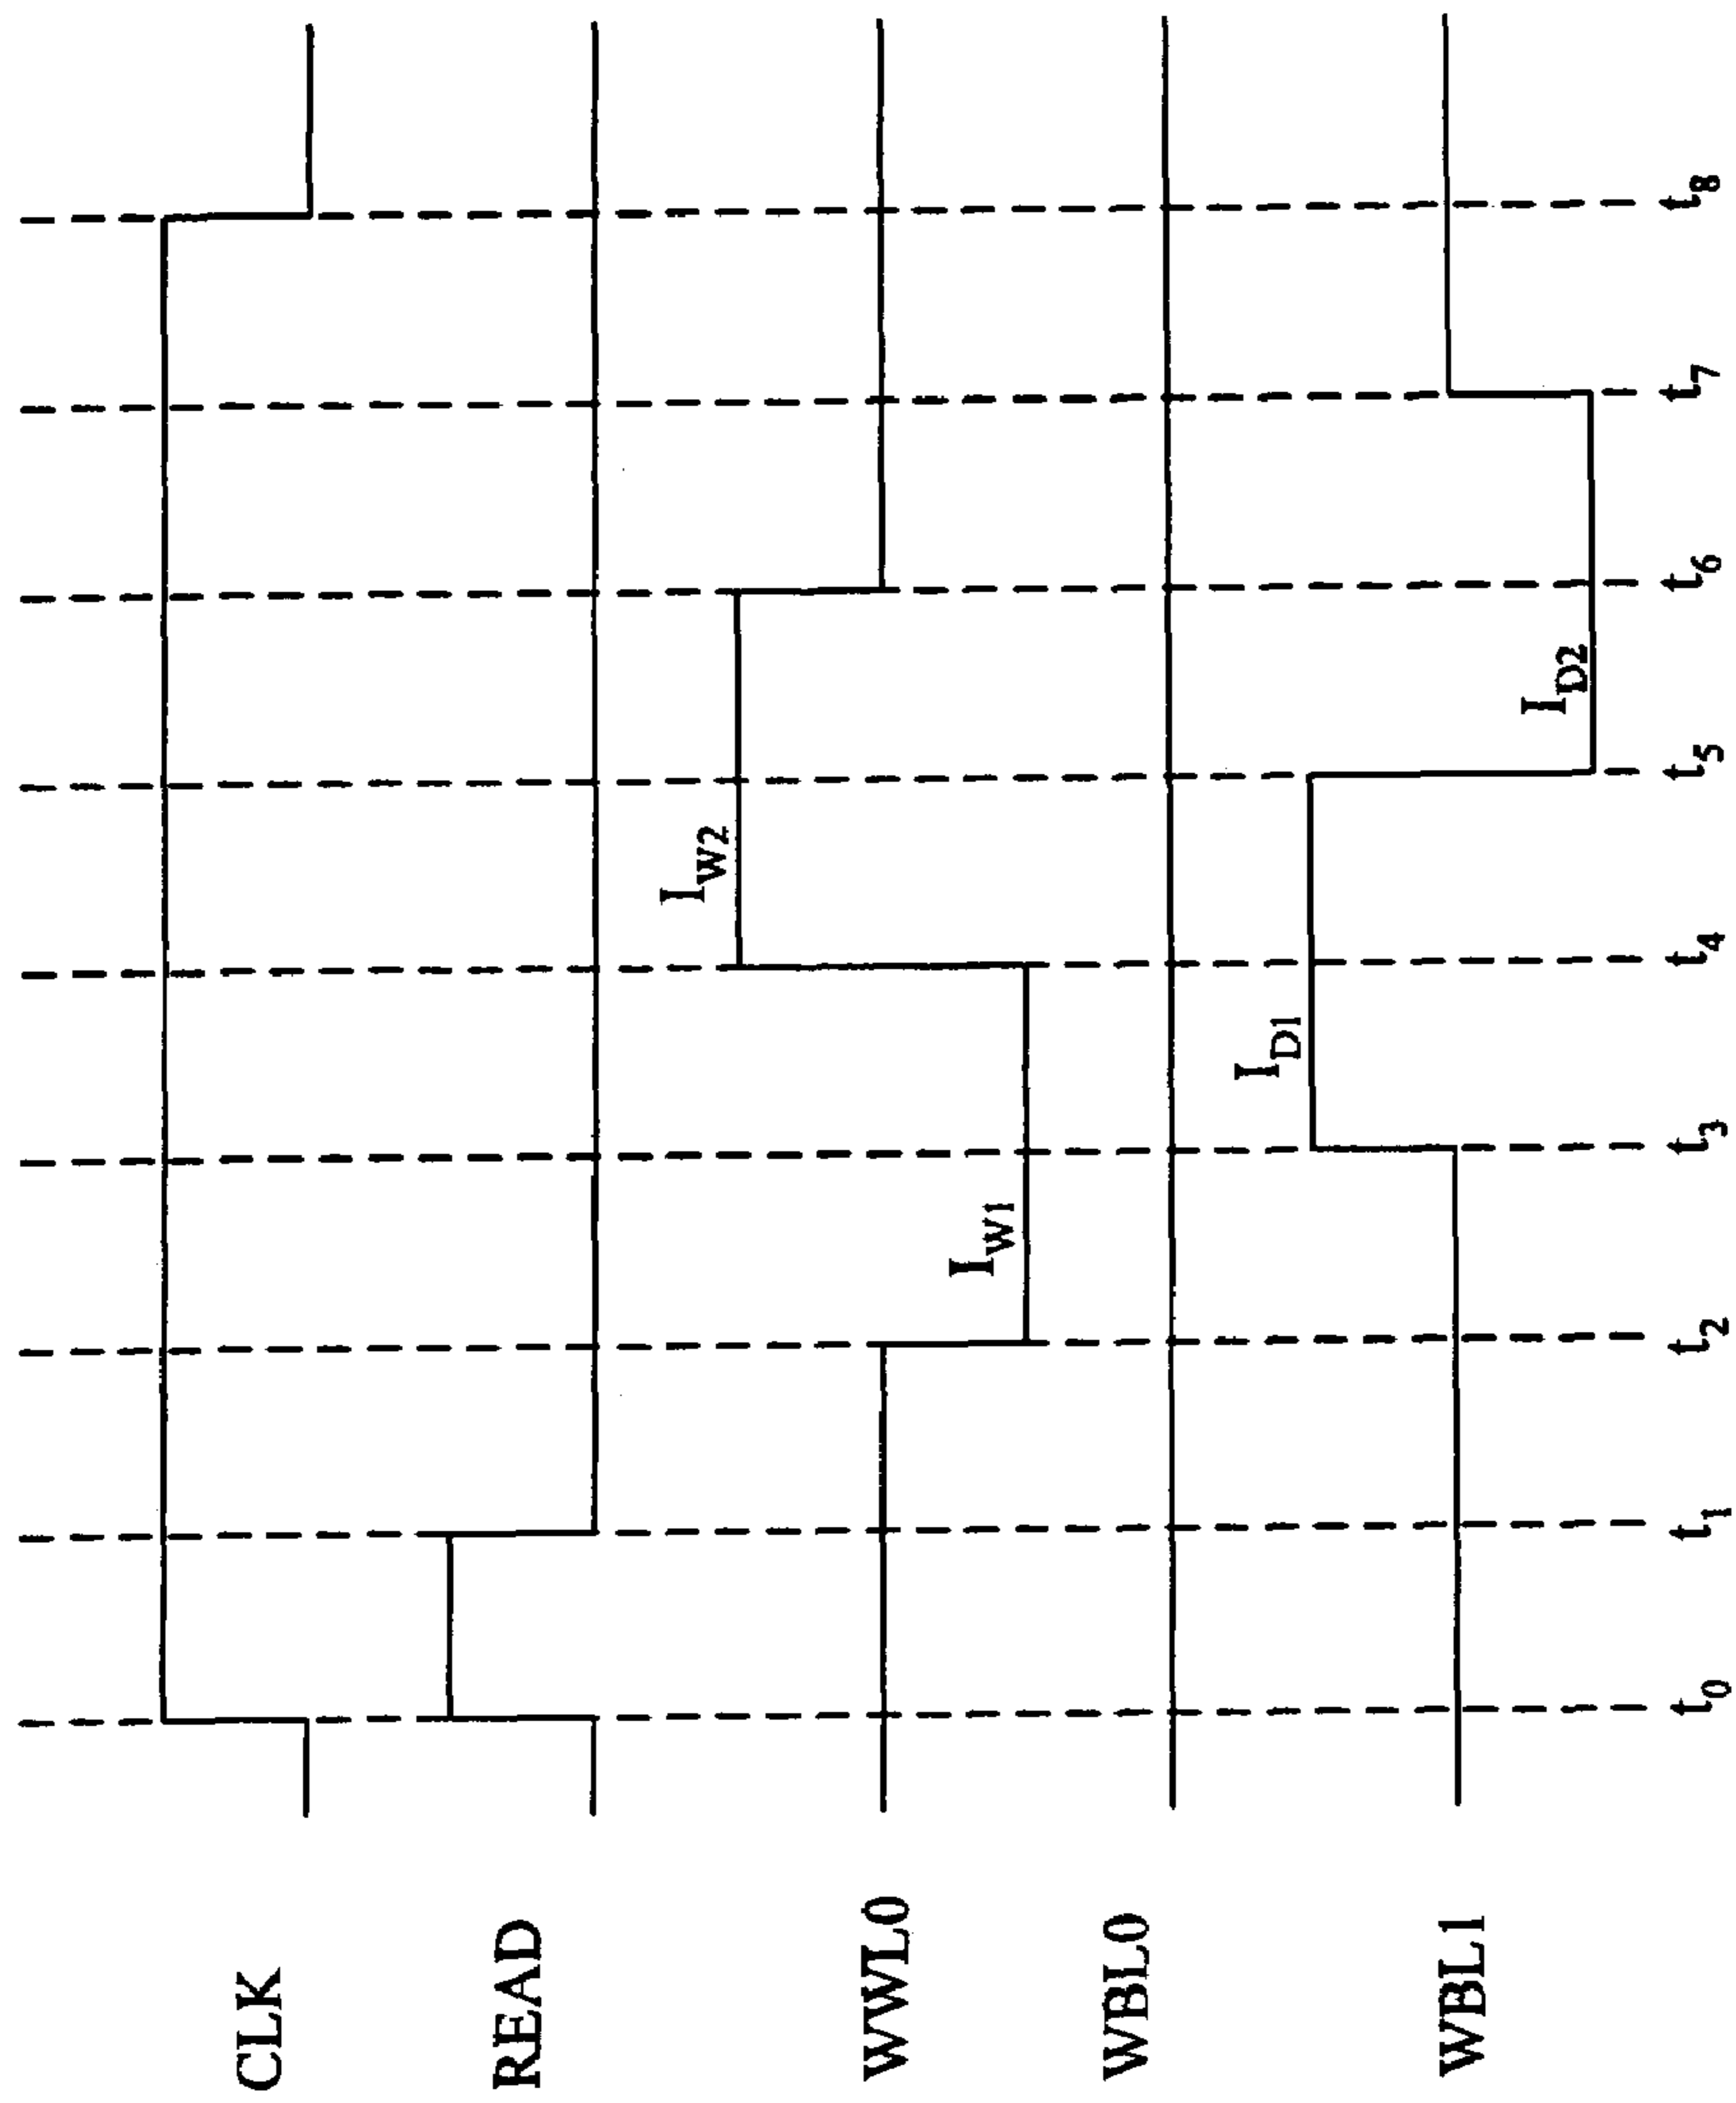 CLK
READ
WWL0
I_W1
I_W2
WBL0
WBL1
I_D1
I_D2
t_0 t_1 t_2 t_3 t_4 t_5 t_6 t_7 t_8